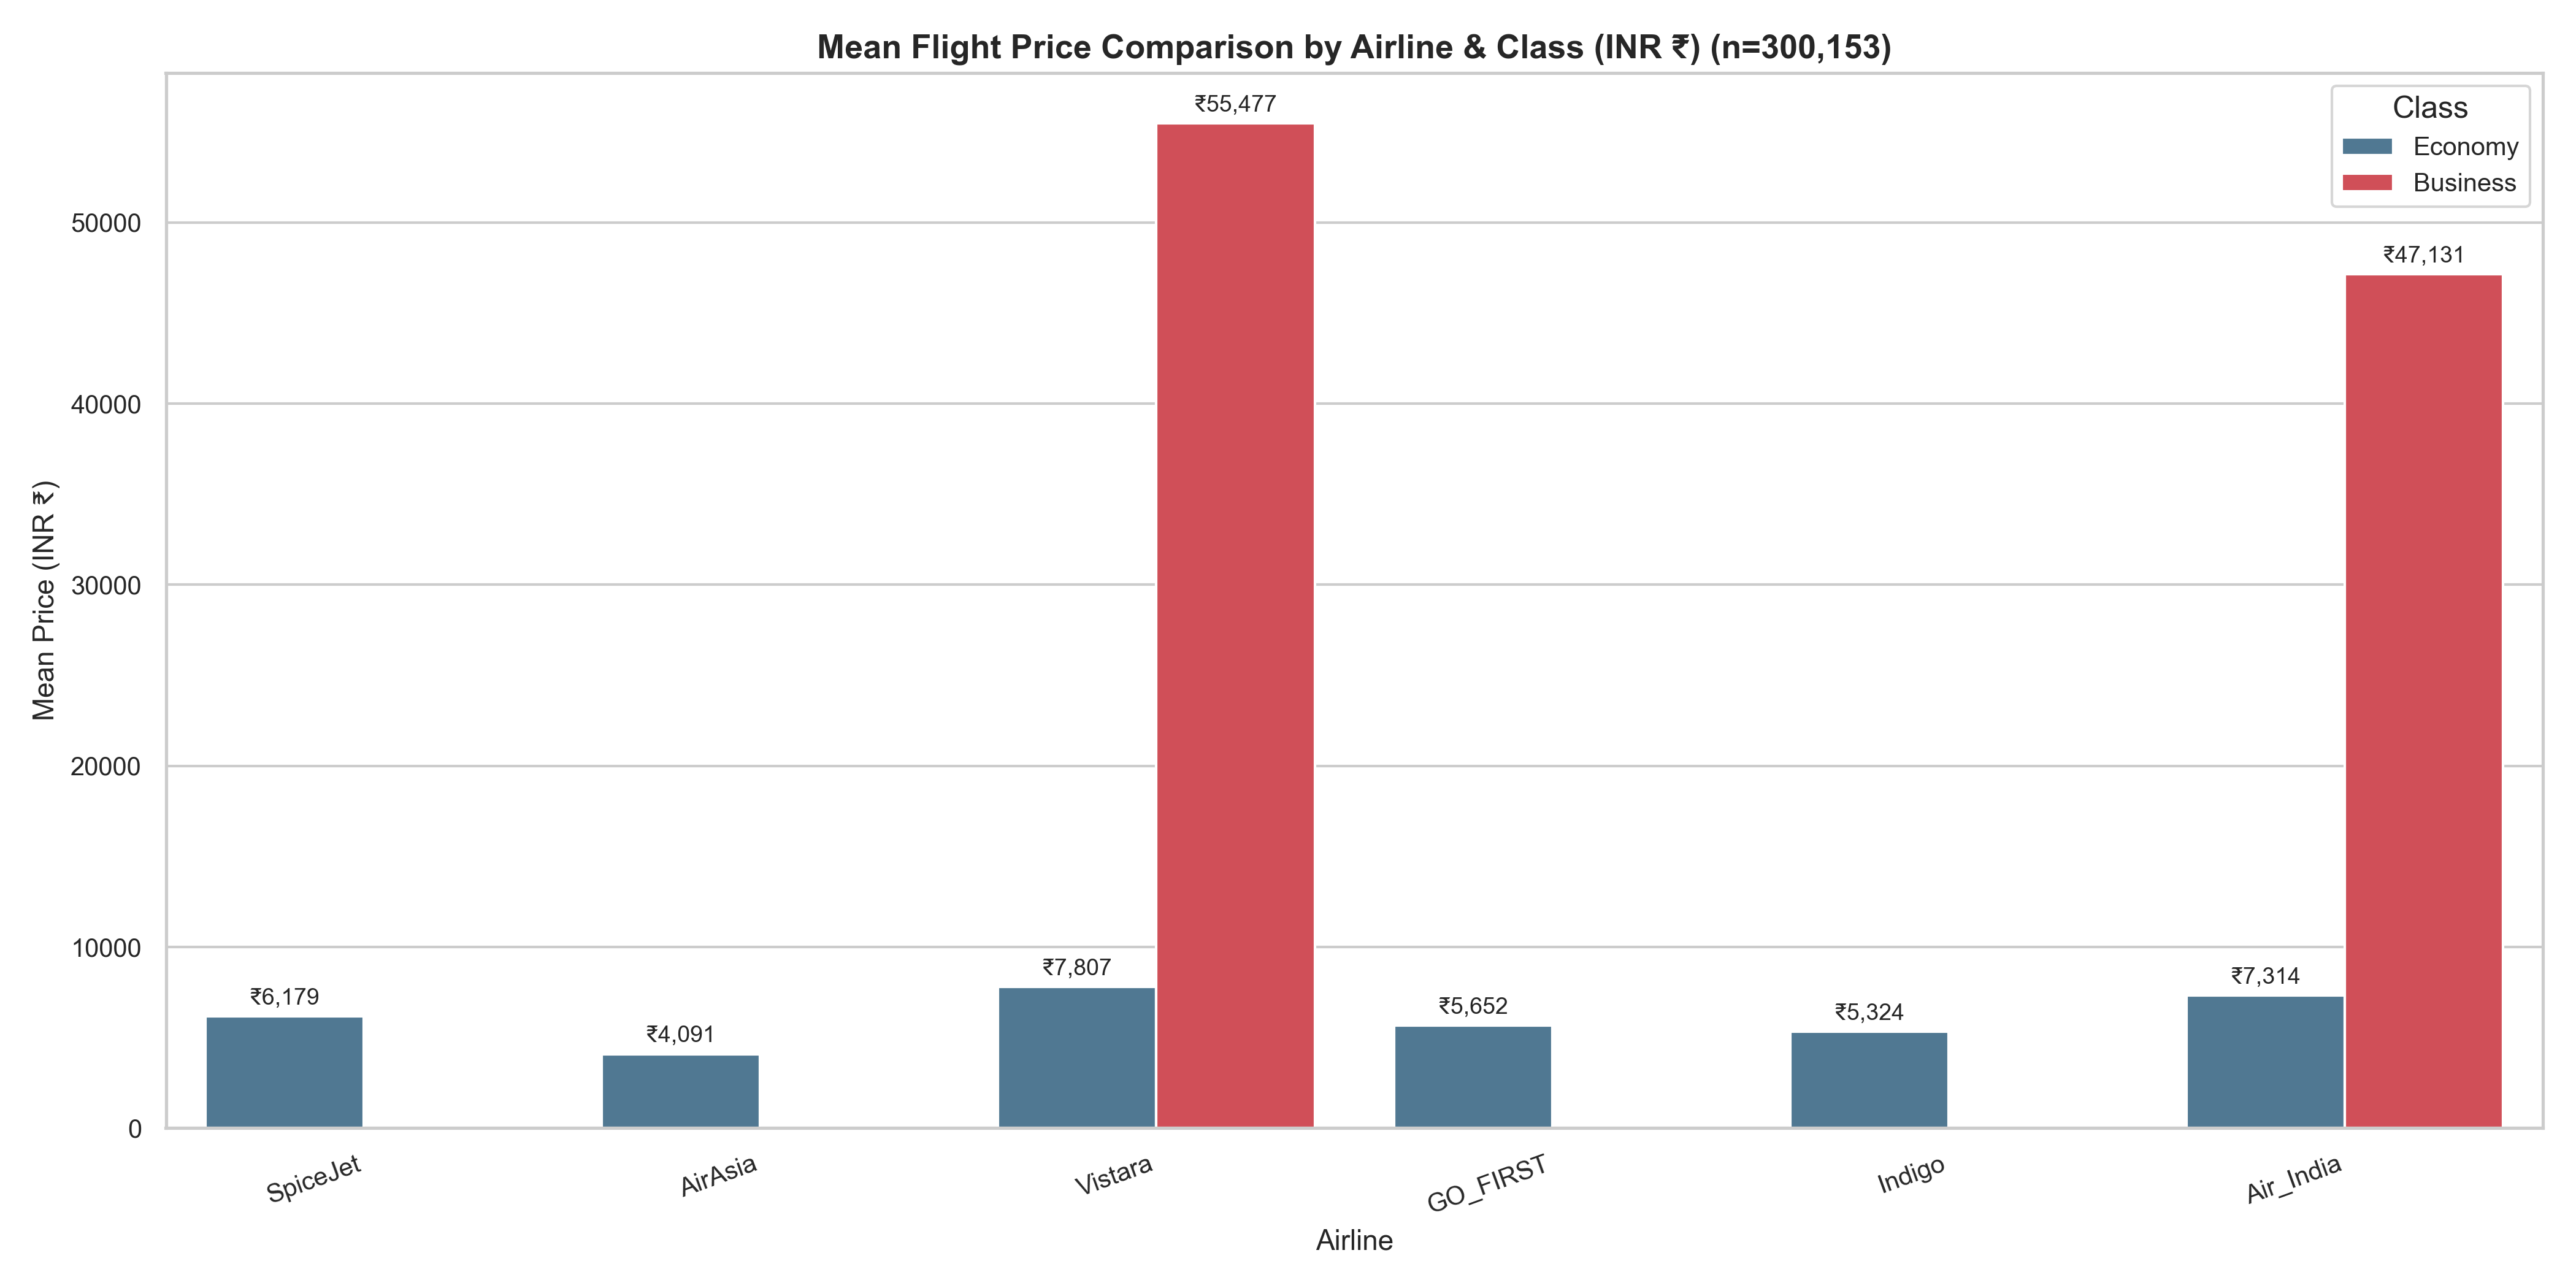 Mean Flight Price Comparison by Airline & Class (INR ₹) (n=300,153)
Class
Economy
Business
Mean Price (INR ₹)
50000
40000
30000
20000
10000
0
₹6,179
₹4,091
₹7,807
₹55,477
₹5,652
₹5,324
₹7,314
₹47,131
SpiceJet
AirAsia
Vistara
GO_FIRST
Indigo
Air_India
Airline